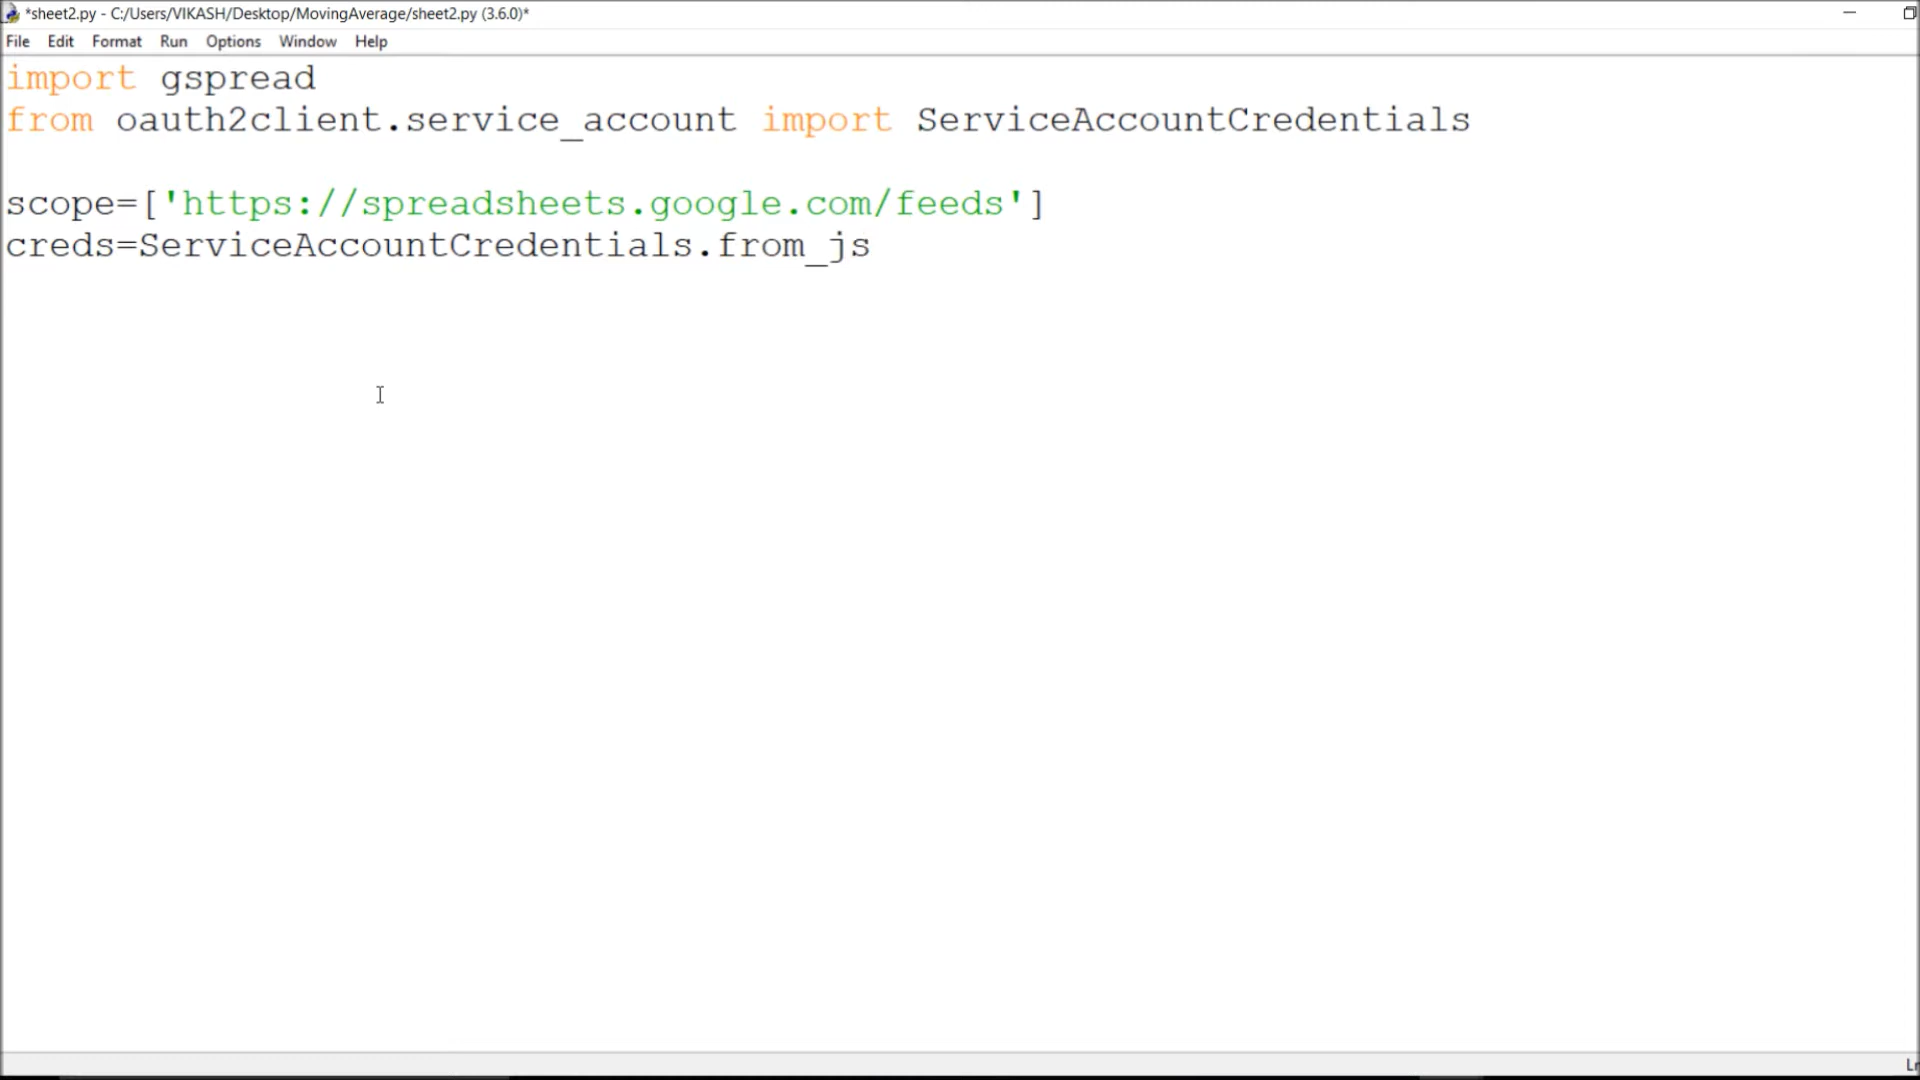 *sheet2.py - C:/Users/VIKASH/Desktop/MovingAverage/sheet2.py (3.6.0)*
File Edit Format Run Options Window Help
import gspread
from oauth2client.service_account import ServiceAccountCredentials
scope=['https://spreadsheets.google.com/feeds']
creds=ServiceAccountCredentials.from_js